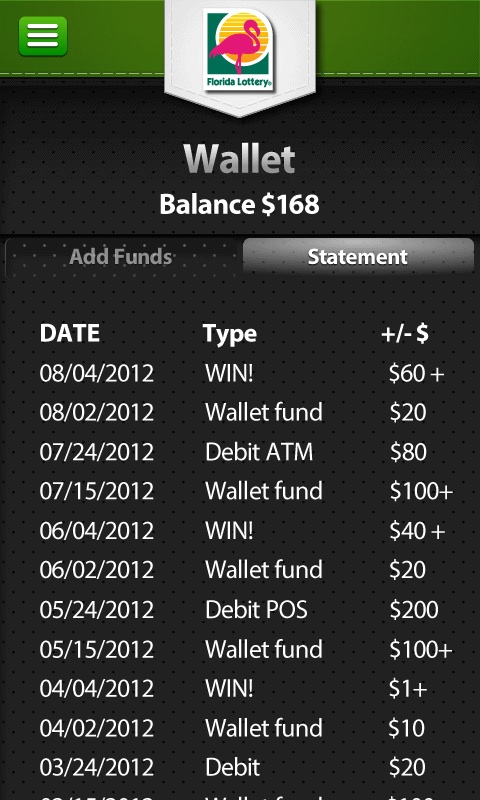 Florida Lottery
Wallet
Balance $168
Add Funds Statement
DATE Type +/- $
08/04/2012 WIN! $60 +
08/02/2012 Wallet fund $20
07/24/2012 Debit ATM $80
07/15/2012 Wallet fund $100+
06/04/2012 WIN! $40 +
06/02/2012 Wallet fund $20
05/24/2012 Debit POS $200
05/15/2012 Wallet fund $100+
04/04/2012 WIN! $1+
04/02/2012 Wallet fund $10
03/24/2012 Debit $20